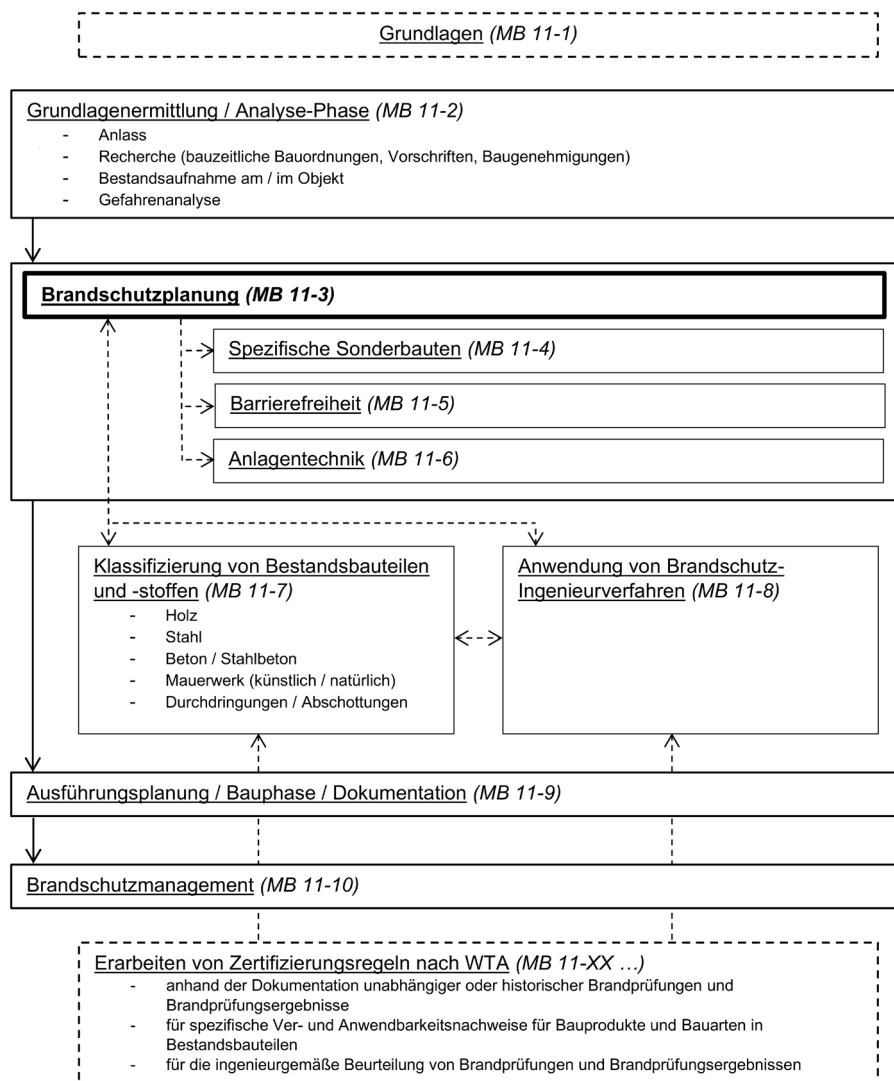 Grundlagen (MB 11-1)
Grundlagenermittlung / Analyse-Phase (MB 11-2)
- Anlass
- Recherche (bauzeitliche Bauordnungen, Vorschriften, Baugenehmigungen)
- Bestandsaufnahme am / im Objekt
- Gefahrenanalyse
Brandschutzplanung (MB 11-3)
Spezifische Sonderbauten (MB 11-4)
Barrierefreiheit (MB 11-5)
Anlagentechnik (MB 11-6)
Klassifizierung von Bestandsbauteilen
und -stoffen (MB 11-7)
- Holz
- Stahl
- Beton / Stahlbeton
- Mauerwerk (künstlich / natürlich)
- Durchdringungen / Abschottungen
Anwendung von Brandschutz-
Ingenieurverfahren (MB 11-8)
Ausführungsplanung / Bauphase / Dokumentation (MB 11-9)
Brandschutzmanagement (MB 11-10)
Erarbeiten von Zertifizierungsregeln nach WTA (MB 11-XX …)
- anhand der Dokumentation unabhängiger oder historischer Brandprüfungen und
Brandprüfungsergebnisse
- für spezifische Ver- und Anwendbarkeitsnachweise für Bauprodukte und Bauarten in
Bestandsbauteilen
- für die ingenieurgemäße Beurteilung von Brandprüfungen und Brandprüfungsergebnissen